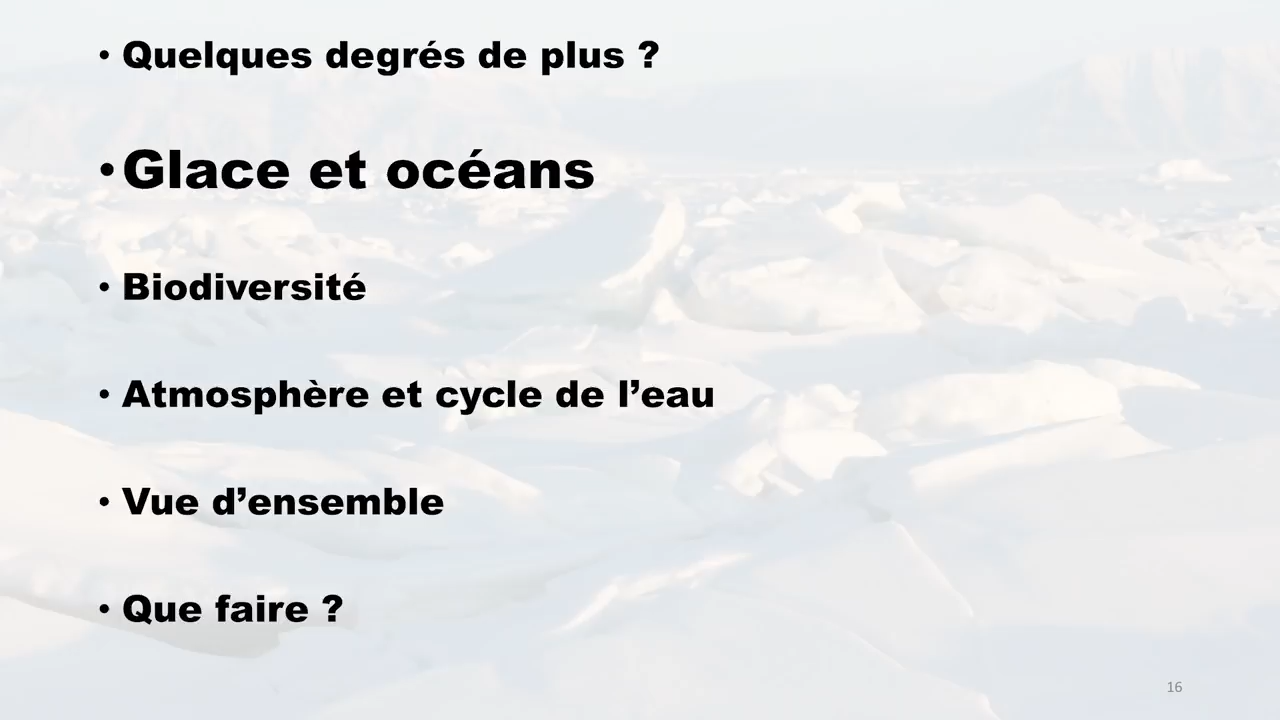 • Quelques degrés de plus ?
• Glace et océans
• Biodiversité
• Atmosphère et cycle de l’eau
• Vue d’ensemble
• Que faire ?
16